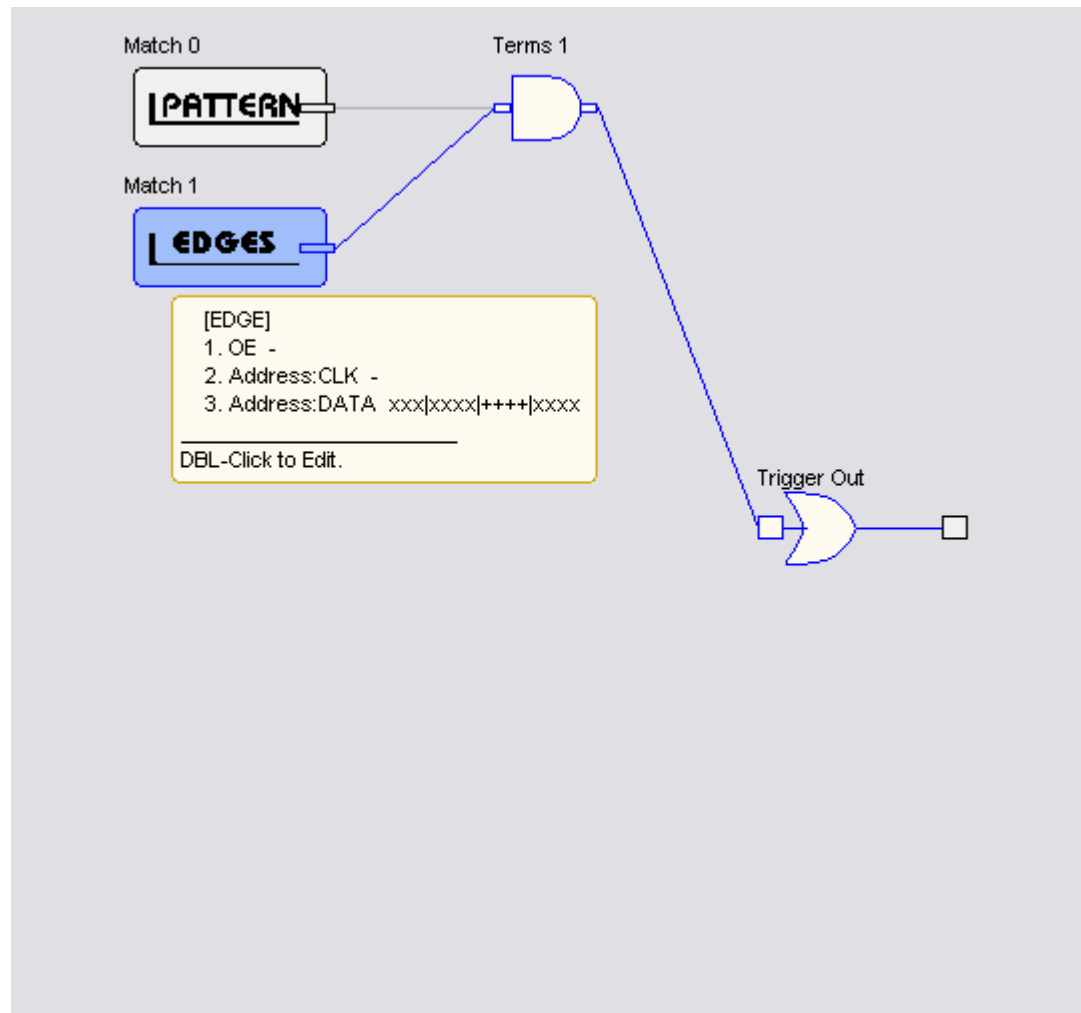 Match 0
Terms 1
PATTERN
Match 1
EDGES
[EDGE]
1. OE -
2. Address:CLK -
3. Address:DATA xxx|xxxx|++++|xxxx
DBL-Click to Edit.
Trigger Out